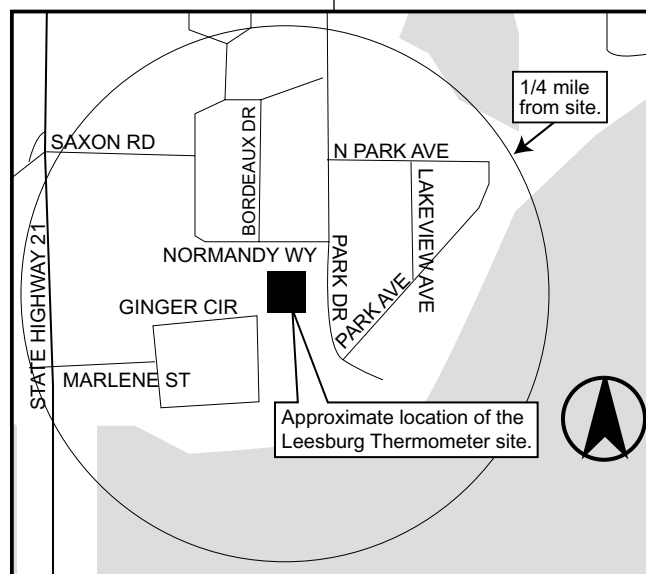 1/4 mile
from site.
SAXON RD
BORDEAUX DR
N PARK AVE
LAKEVIEW AVE
STATE HIGHWAY 21
NORMANDY WY
PARK DR
PARK AVE
GINGER CIR
MARLENE ST
Approximate location of the
Leesburg Thermometer site.